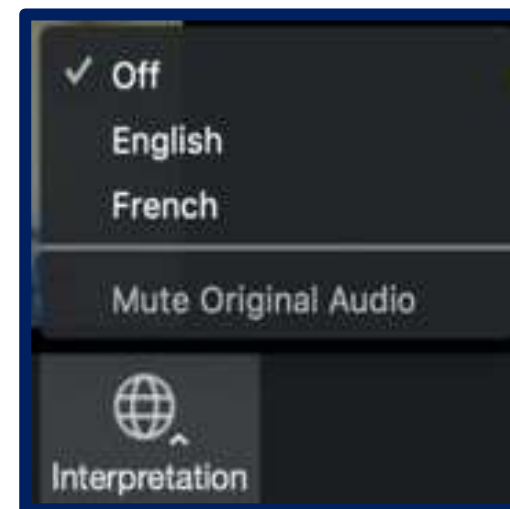 ✓ Off
English
French
Mute Original Audio
Interpretation